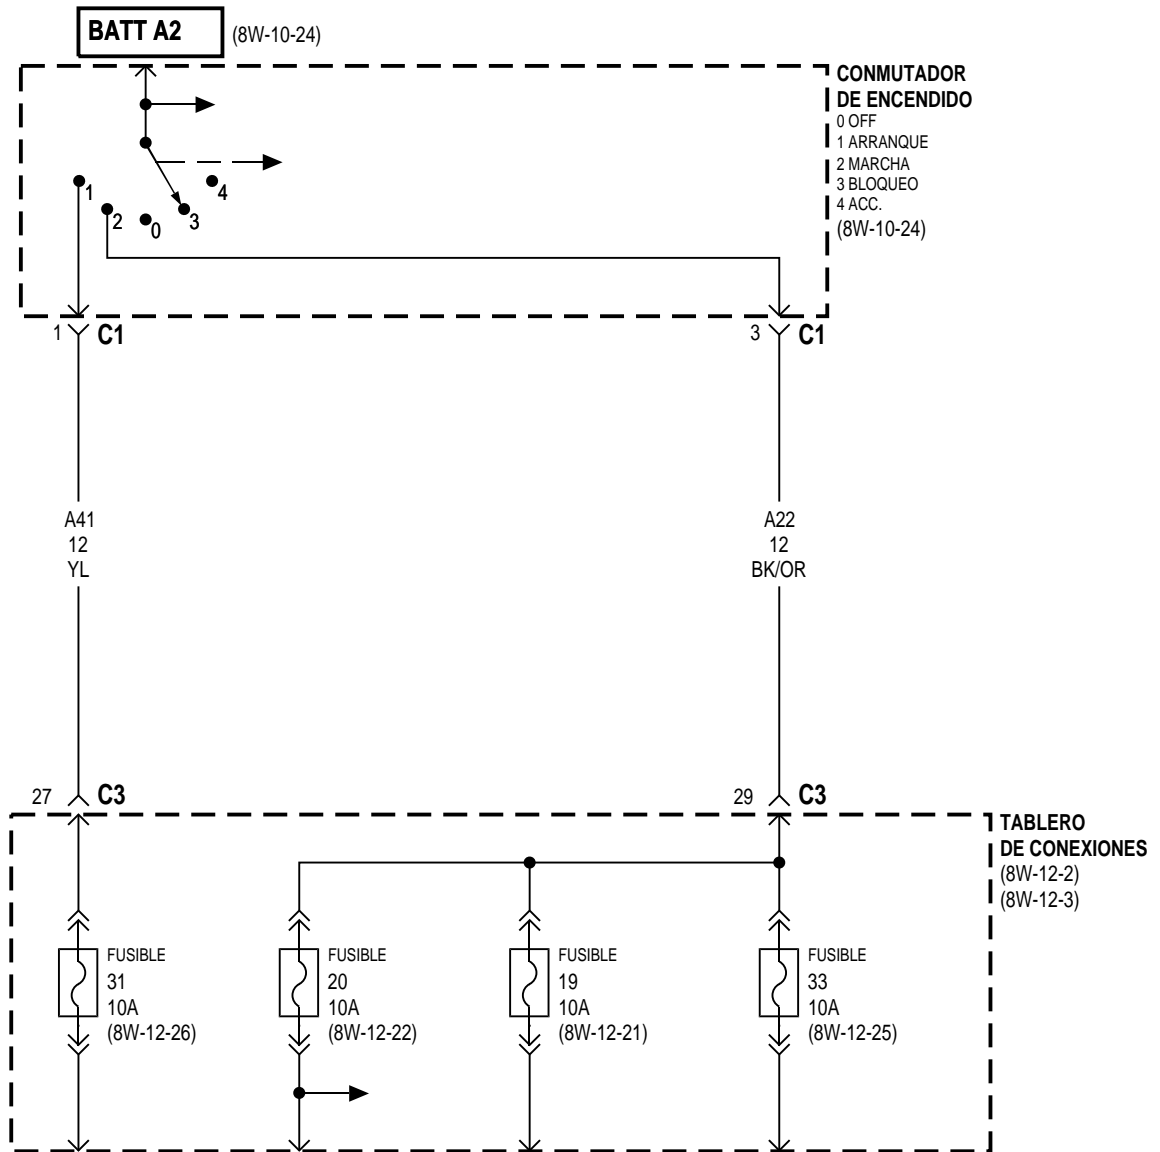 BATT A2
(8W-10-24)
CONMUTADOR
DE ENCENDIDO
0 OFF
1 ARRANQUE
2 MARCHA
3 BLOQUEO
4 ACC.
(8W-10-24)
1
2
0
3
4
1 C1
3 C1
A41
12
YL
A22
12
BK/OR
27 C3
29 C3
TABLERO
DE CONEXIONES
(8W-12-2)
(8W-12-3)
FUSIBLE
31
10A
(8W-12-26)
FUSIBLE
20
10A
(8W-12-22)
FUSIBLE
19
10A
(8W-12-21)
FUSIBLE
33
10A
(8W-12-25)